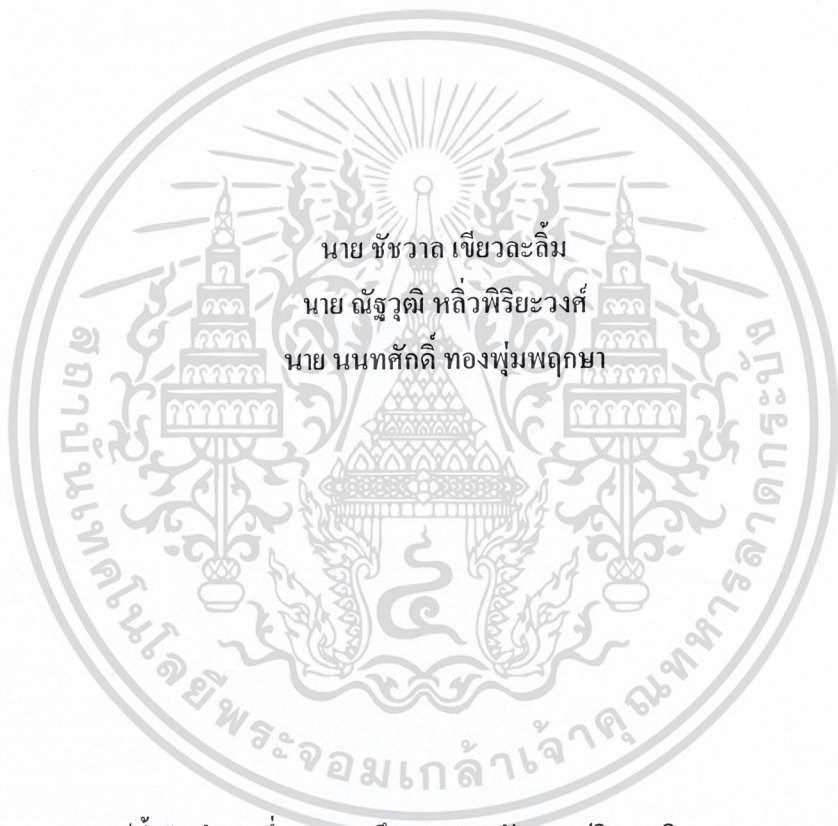 นาย ชัชวาล เขียวละลิ้ม
นาย ณัฐวุฒิ หลิ่วพิริยะวงศ์
นาย นนทศักดิ์ ทองพุ่มพฤกษา
สถาบันเทคโนโลยีพระจอมเกล้าเจ้าคุณทหารลาดกระบัง
๔